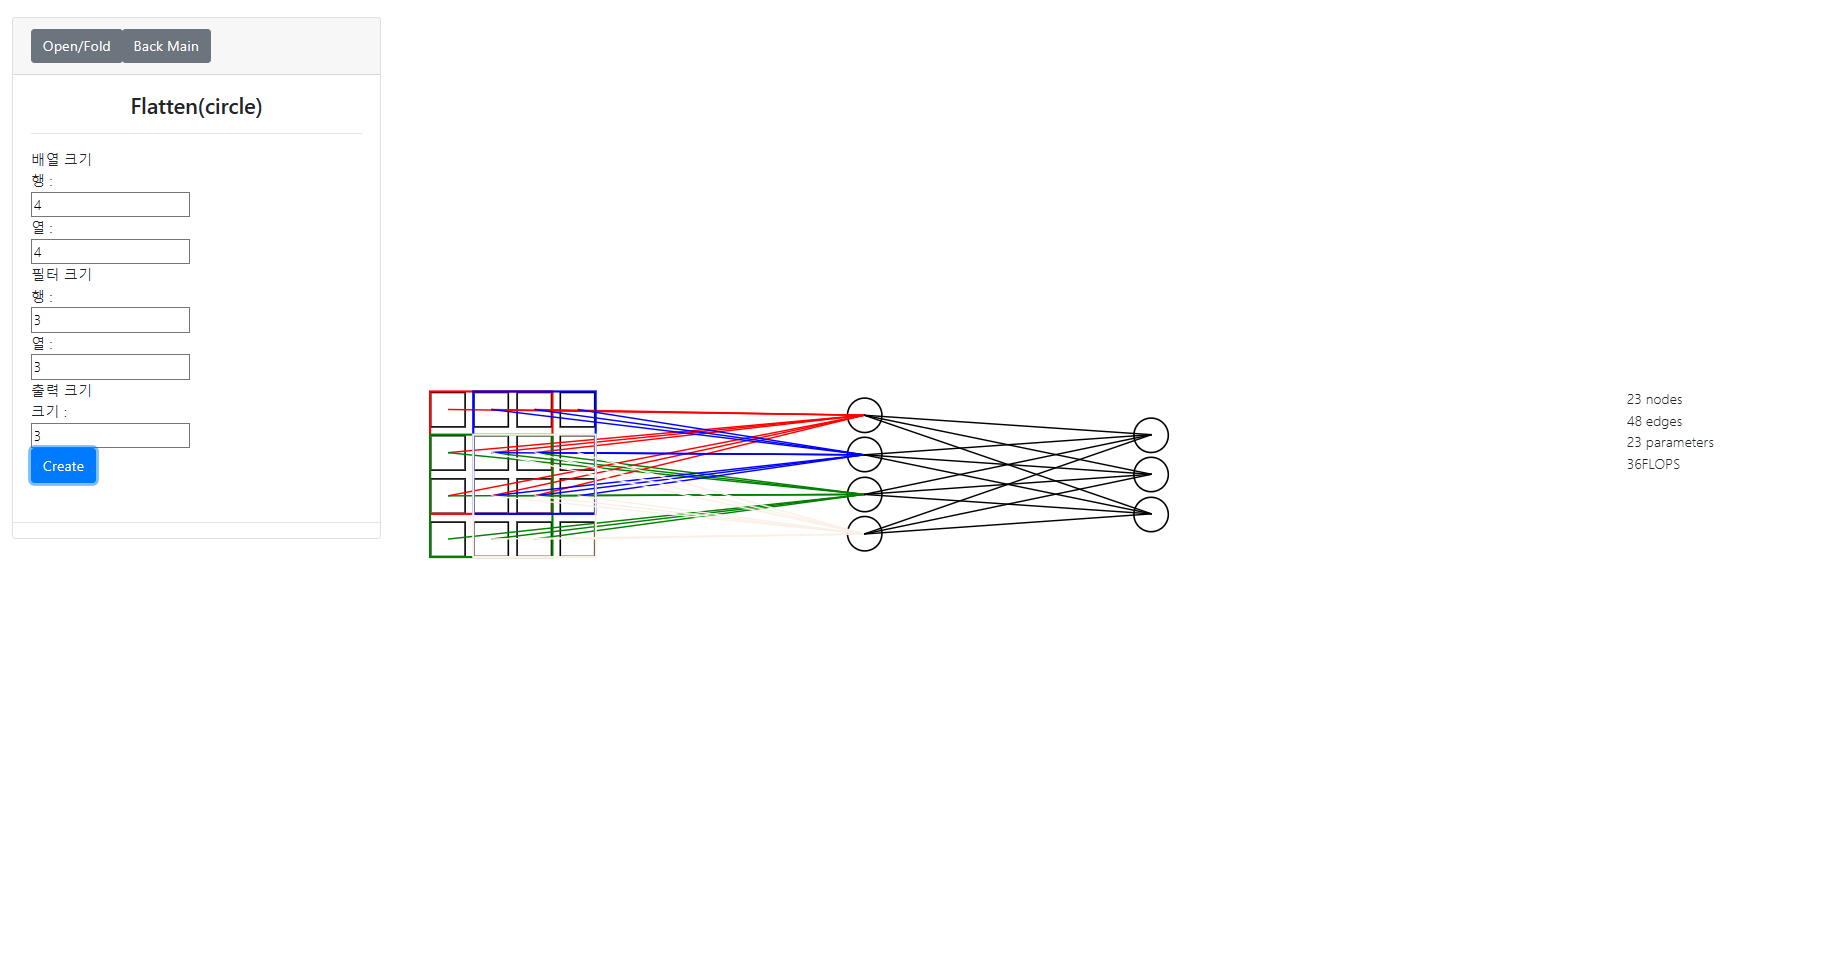 Open/Fold Back Main
Flatten(circle)
배열 크기
행 :
4
열 :
4
필터 크기
행 :
3
열 :
3
출력 크기
크기 :
3
Create
23 nodes
48 edges
23 parameters
36FLOPS